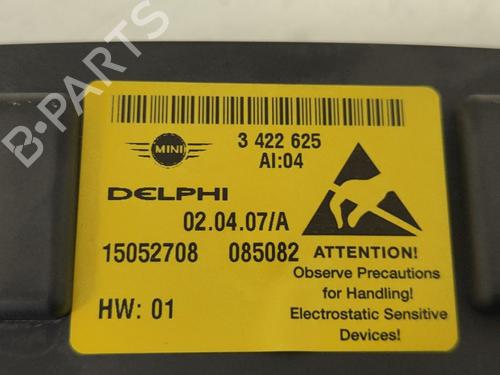 B-PARTS
MINI
3 422 625
AI:04
DELPHI
02.04.07/A
15052708 085082
HW: 01
ATTENTION!
Observe Precautions
for Handling!
Electrostatic Sensitive
Devices!